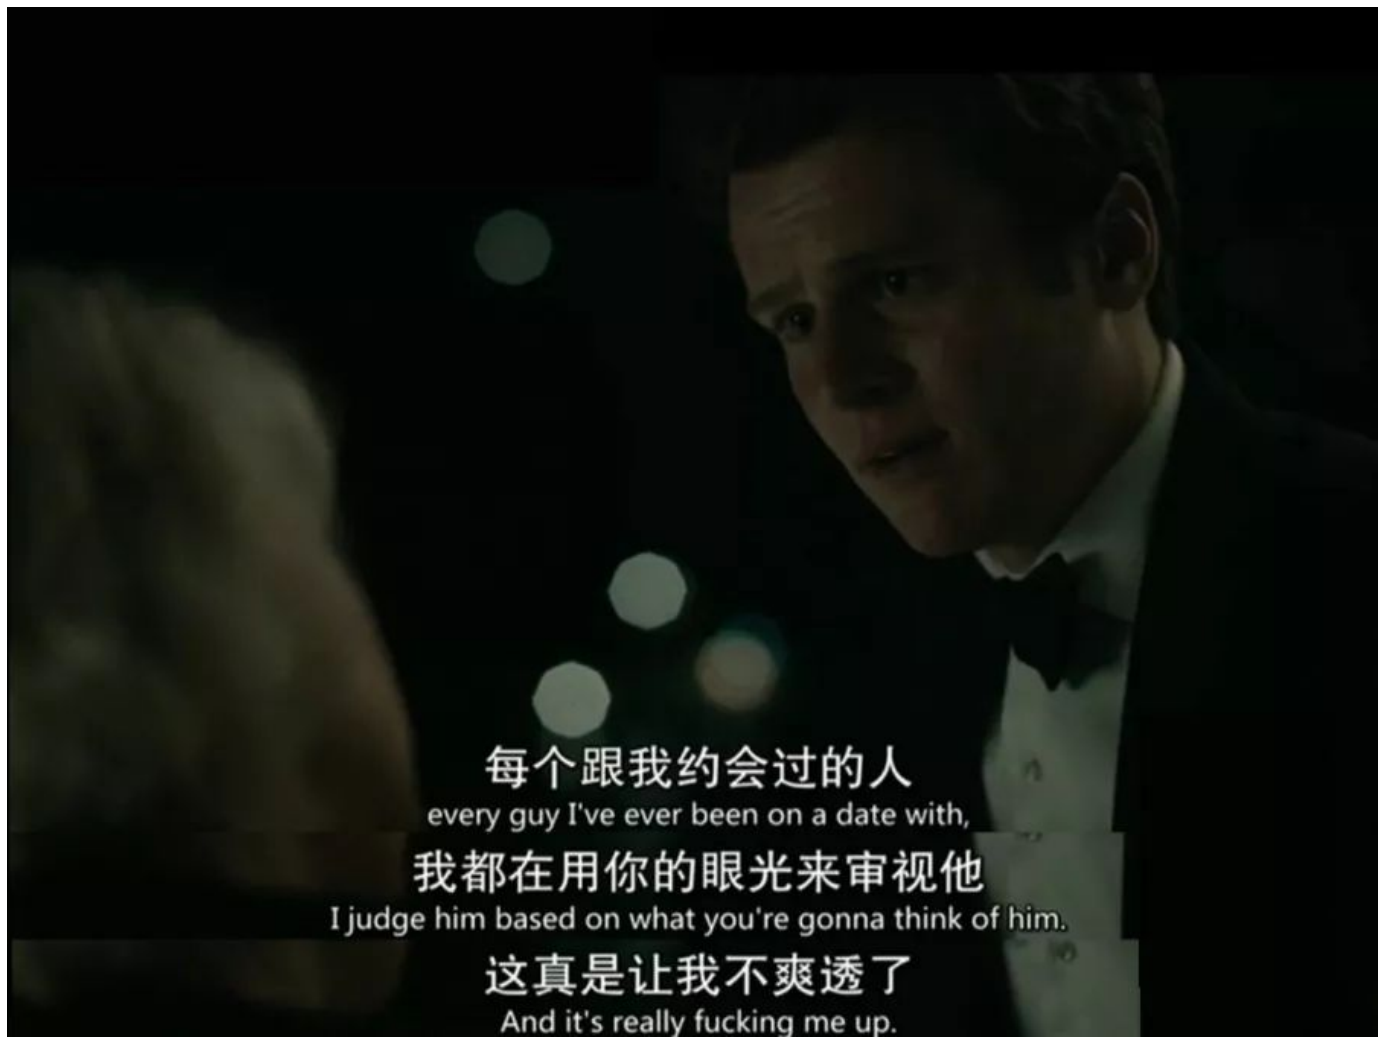 每个跟我约会过的人
every guy I've ever been on a date with,
我都在用你的眼光来审视他
I judge him based on what you're gonna think of him.
这真是让我不爽透了
And it's really fucking me up.